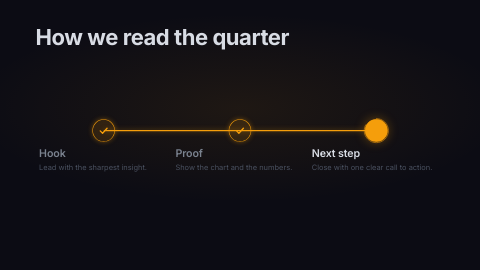 How we read the quarter
Hook
Lead with the sharpest insight.
Proof
Show the chart and the numbers.
Next step
Close with one clear call to action.